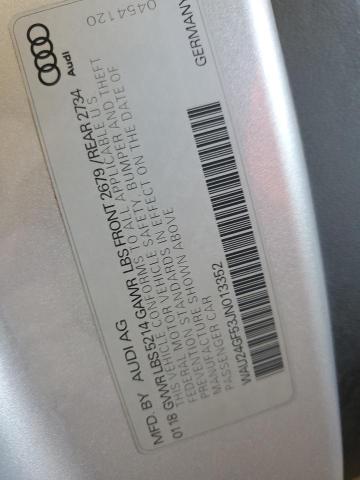 0454120
Audi
GERMANY
MFD. BY AUDI AG
01 18 GVWR LBS 5214 GAWR LBS FRONT 2679 / REAR 2734
THIS VEHICLE CONFORMS TO ALL APPLICABLE U S
FEDERAL MOTOR VEHICLE SAFETY, BUMPER AND THEFT
PREVENTION STANDARDS IN EFFECT ON THE DATE OF
MANUFACTURE SHOWN ABOVE
PASSENGER CAR
WAUY24GF53JN013352